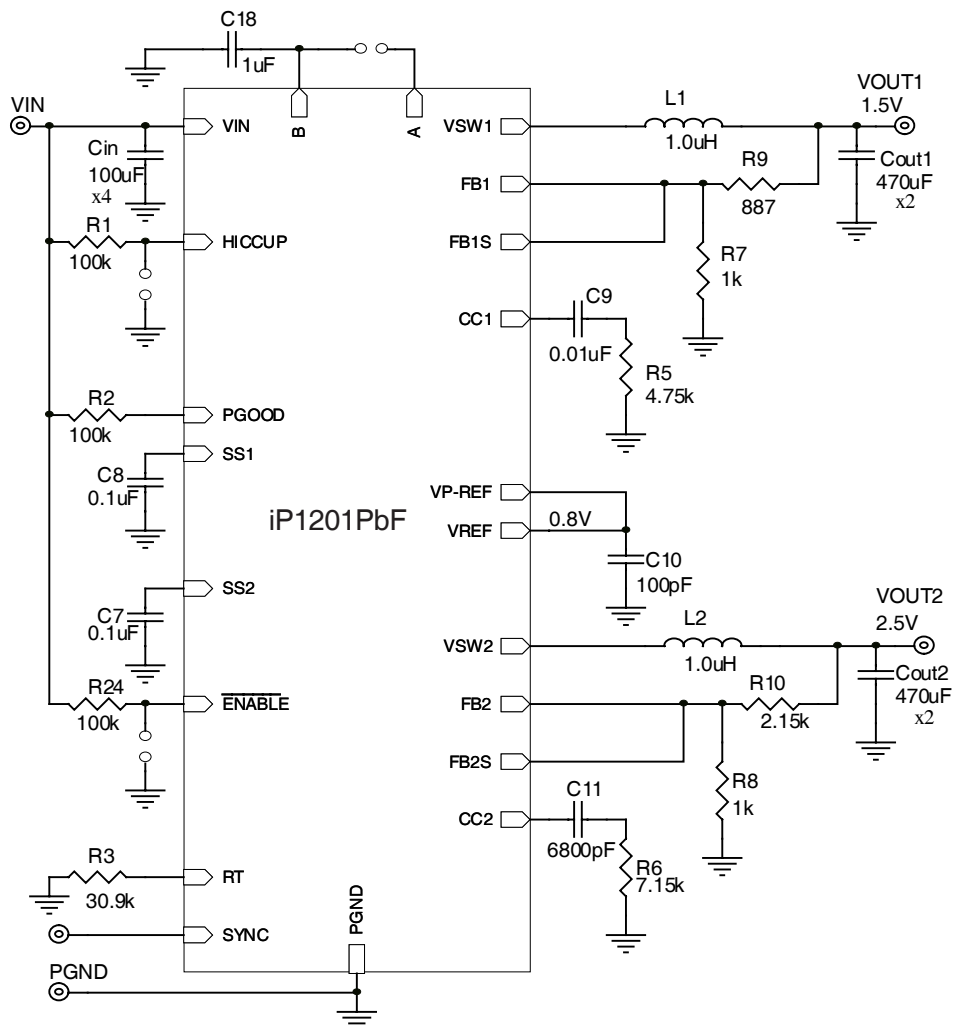 C18
1uF
VIN
VIN
B
A
VSW1
L1
1.0uH
VOUT1
1.5V
Cin
100uF
x4
Cout1
470uF
x2
FB1
R9
887
R1
100k
HICCUP
FB1S
R7
1k
CC1
C9
0.01uF
R5
4.75k
R2
100k
PGOOD
SS1
C8
0.1uF
iP1201PbF
VP-REF
VREF
0.8V
C10
100pF
SS2
C7
0.1uF
VSW2
L2
1.0uH
VOUT2
2.5V
Cout2
470uF
x2
R24
100k
ENABLE
FB2
R10
2.15k
FB2S
R8
1k
CC2
C11
6800pF
R6
7.15k
R3
30.9k
RT
SYNC
PGND
PGND